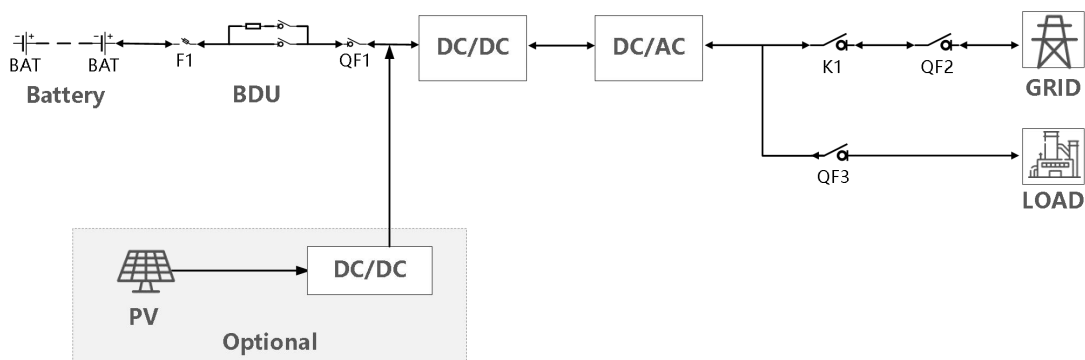 BAT
BAT
Battery
F1
BDU
QF1
DC/DC
DC/AC
K1
QF2
GRID
QF3
LOAD
PV
DC/DC
Optional